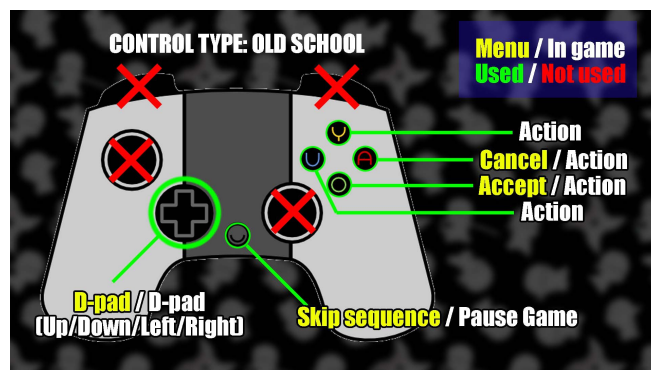 CONTROL TYPE: OLD SCHOOL
Menu / In game
Used / Not used
Y
Action
U
A
Cancel / Action
O
Accept / Action
Action
D-pad / D-pad
(Up/Down/Left/Right)
Skip sequence / Pause Game